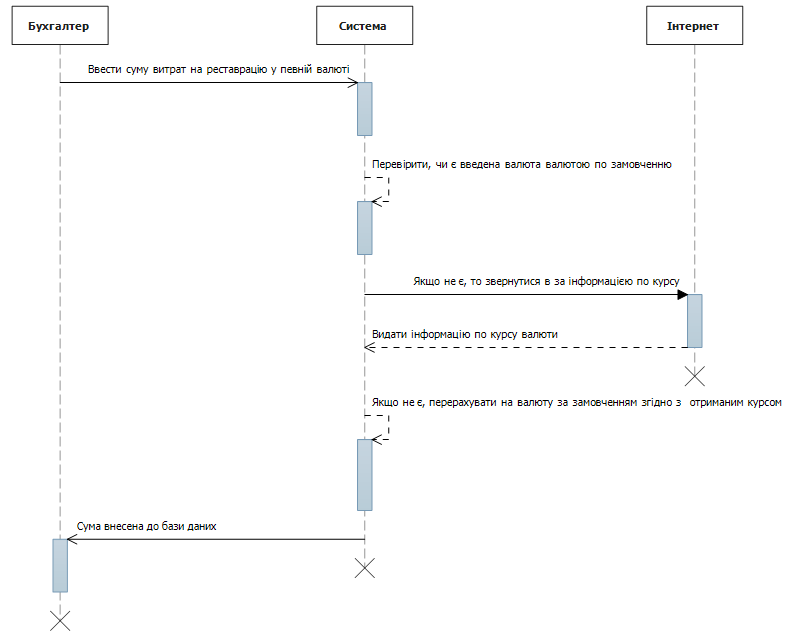 Бухгалтер
Система
Інтернет
Ввести суму витрат на реставрацію у певній валюті
Перевірити, чи є введена валюта валютою по замовченню
Якщо не є, то звернутися в за інформацією по курсу
Видати інформацію по курсу валюти
Якщо не є, перерахувати на валюту за замовченням згідно з отриманим курсом
Сума внесена до бази даних